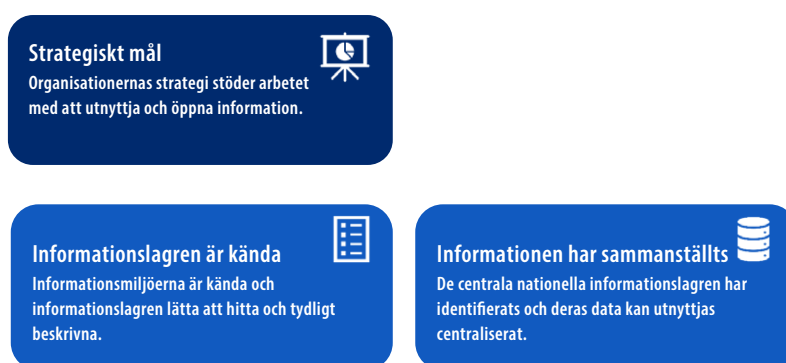 Strategiskt mål
Organisationernas strategi stöder arbetet
med att utnyttja och öppna information.
Informationslagren är kända
Informationsmiljöerna är kända och
informationslagren lätta att hitta och tydligt
beskrivna.
Informationen har sammanställts
De centrala nationella informationslagren har
identifierats och deras data kan utnyttjas
centraliserat.